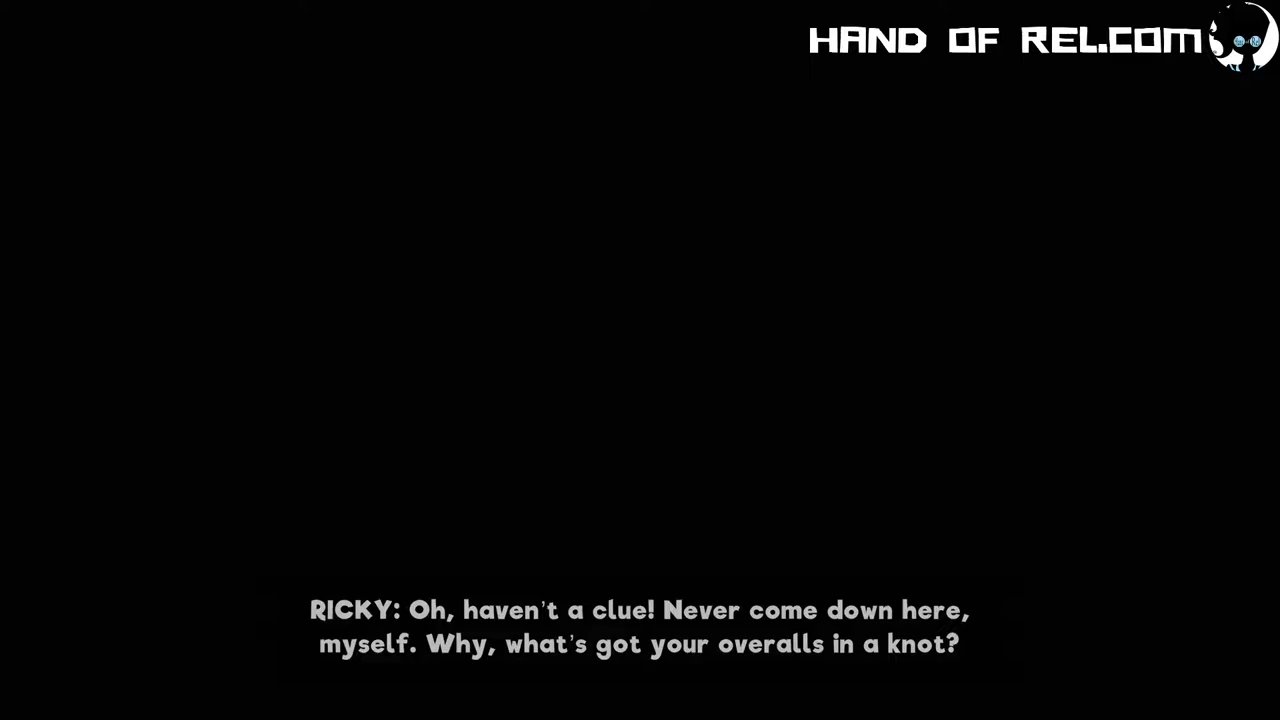 HAND OF REL.COM
RICKY: Oh, haven't a clue! Never come down here,
myself. Why, what's got your overalls in a knot?